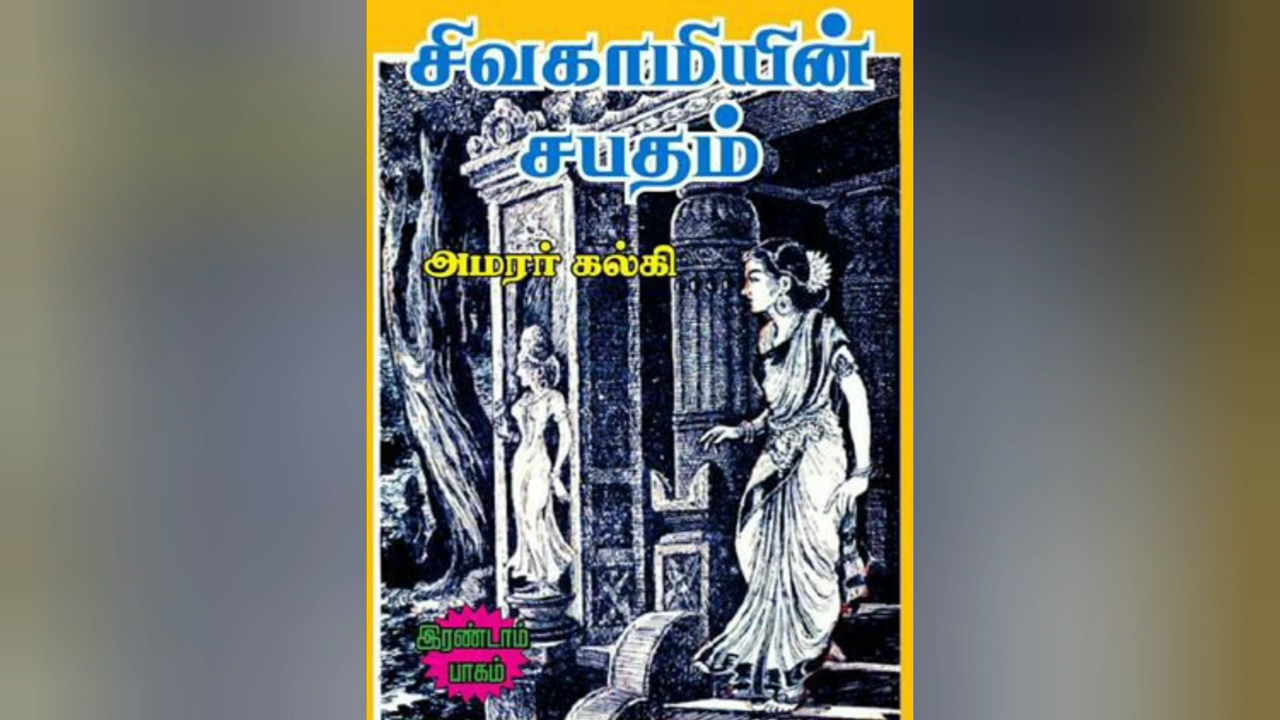 சிவகாமியின்
சபதம்
அமரர் கல்கி
இரண்டாம்
பாகம்